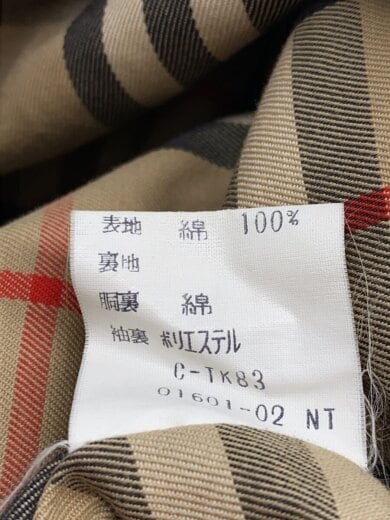 表地 綿 100%
裏地
胴裏 綿
袖裏 ポリエステル
C-TK83
01601-02 NT